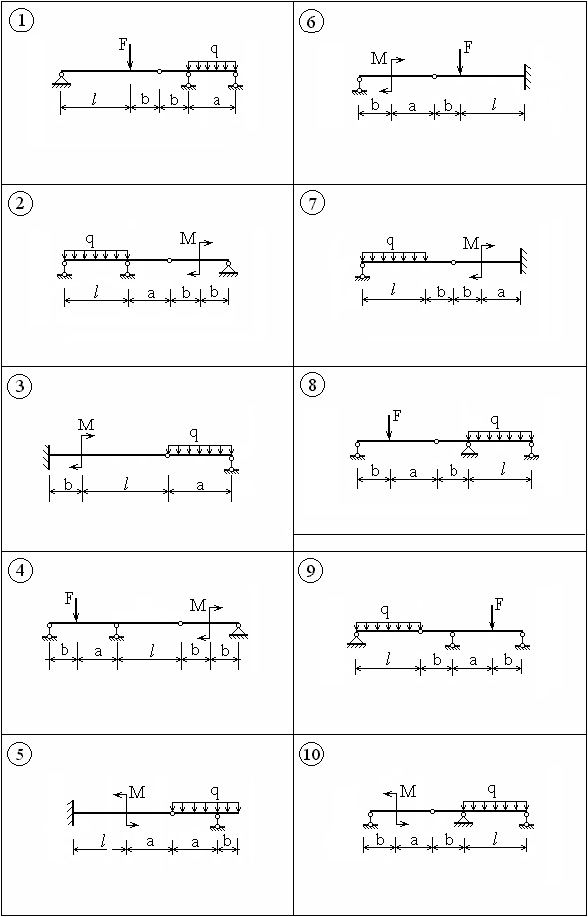 1
F
q
l b b a
6
M F
b a b l
2
q M
l a b b
7
q M
l b b a
3
M q
b l a
8
F q
b a b l
4
F M
b a l b b
9
q F
l b a b
5
M q
l a a b
10
M q
b a b l